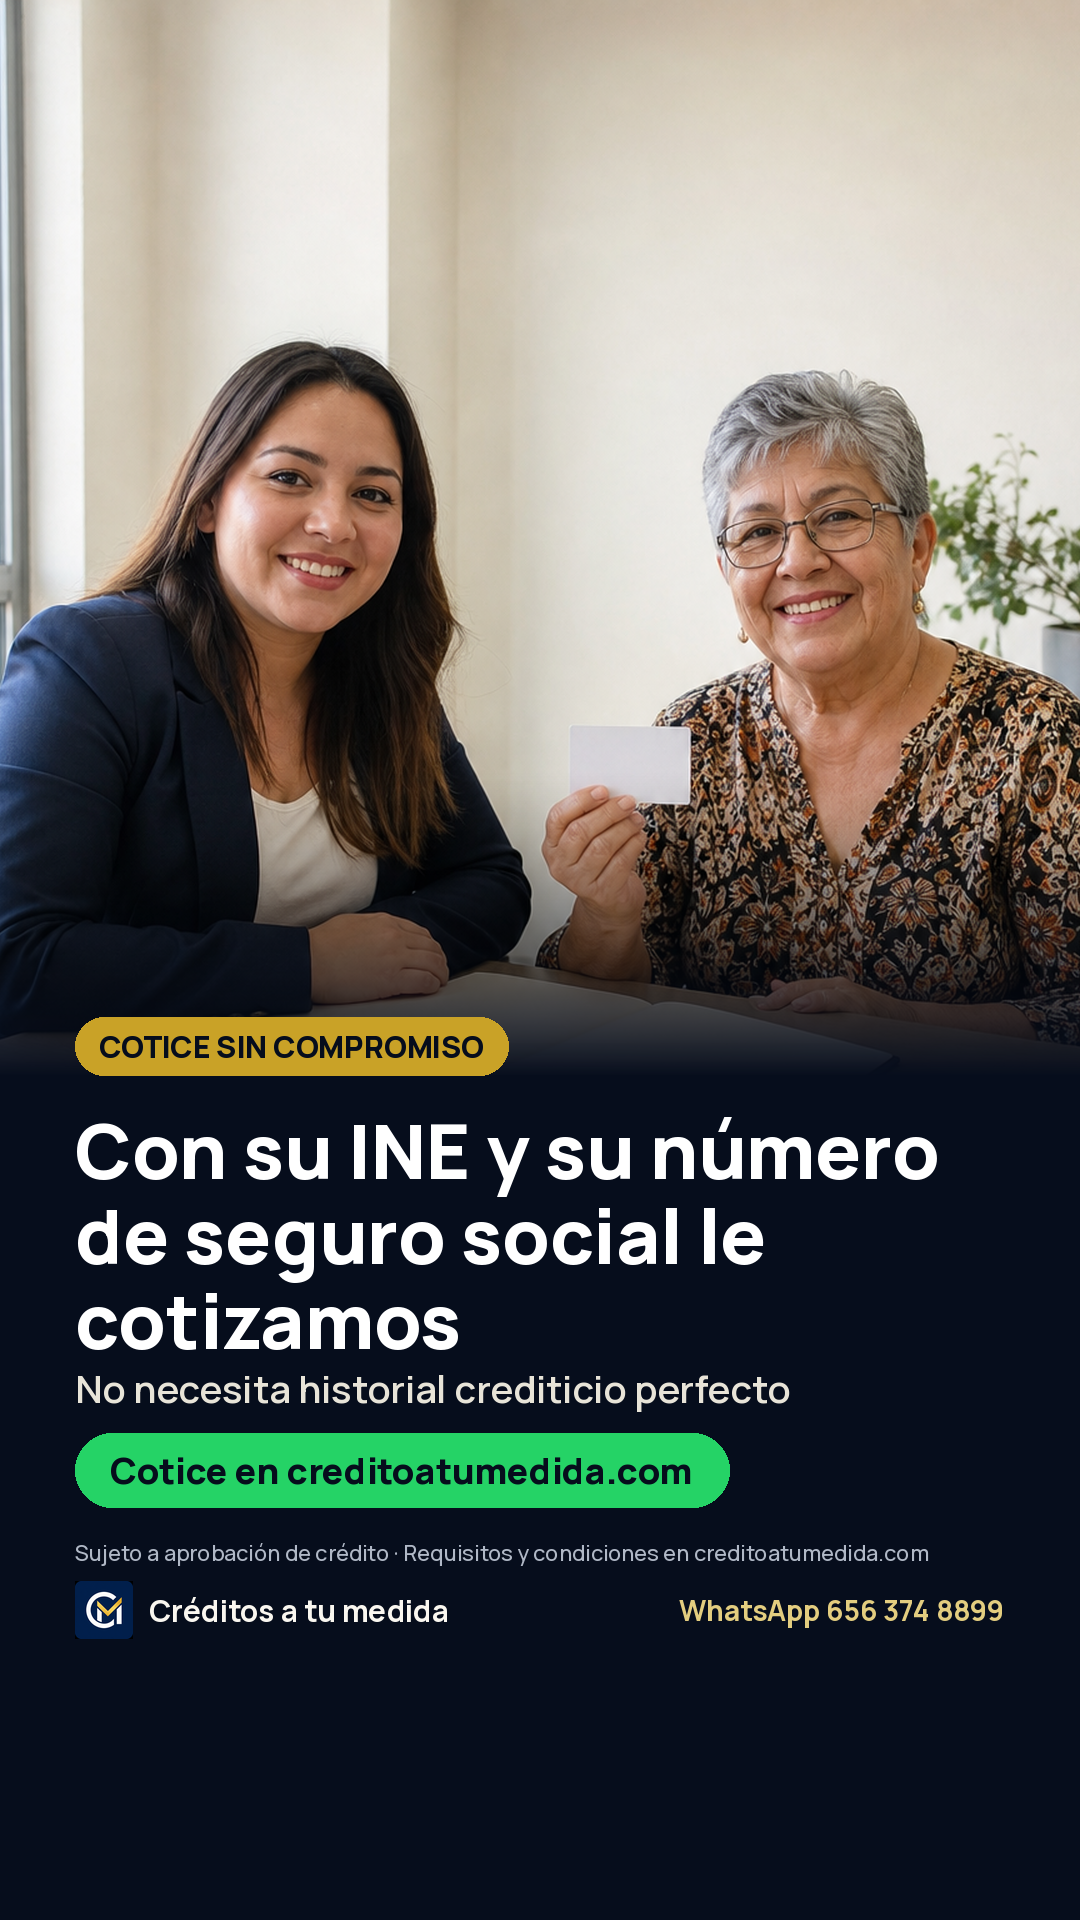 COTICE SIN COMPROMISO
Con su INE y su número
de seguro social le
cotizamos
No necesita historial crediticio perfecto
Cotice en creditoatumedida.com
Sujeto a aprobación de crédito · Requisitos y condiciones en creditoatumedida.com
Créditos a tu medida
WhatsApp 656 374 8899